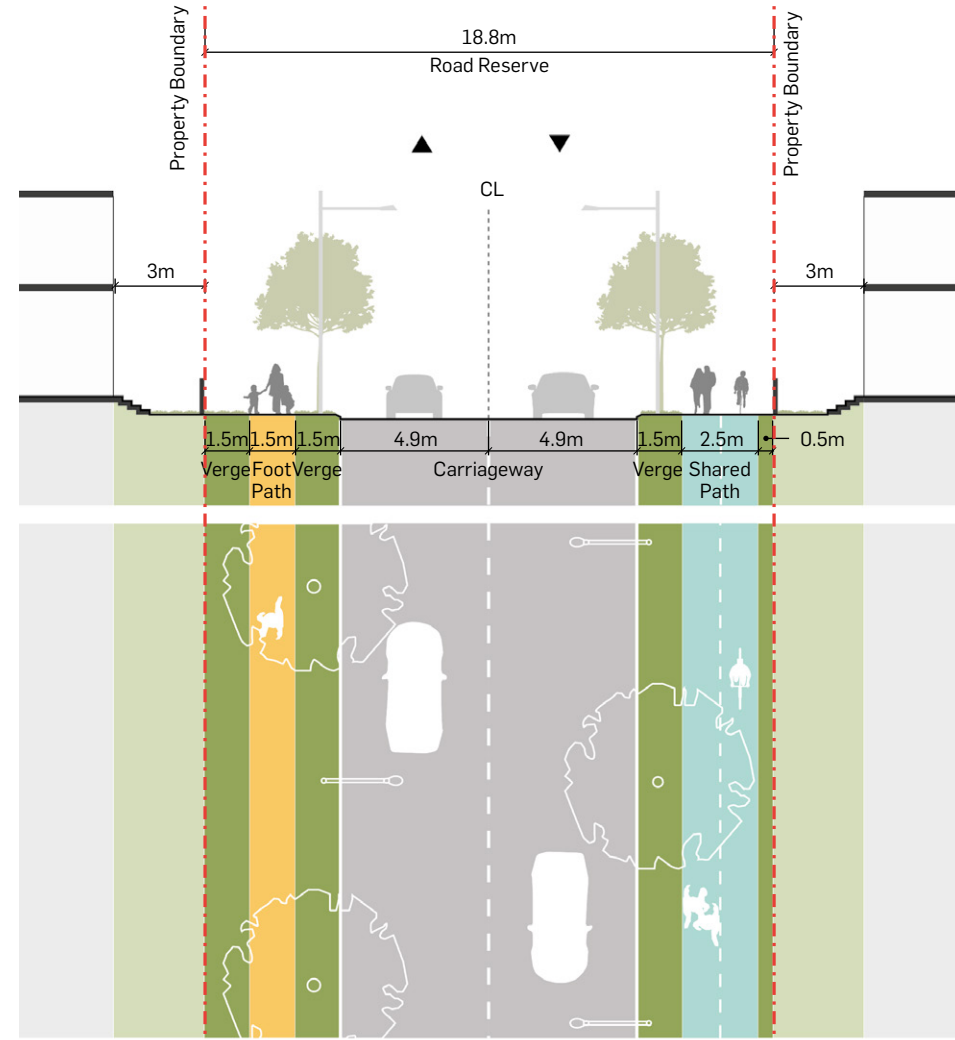 18.8m
Road Reserve
Property Boundary
Property Boundary
CL
3m
3m
1.5m 1.5m 1.5m 4.9m 4.9m 1.5m 2.5m 0.5m
Verge Foot Verge Carriageway Verge Shared
Path Path